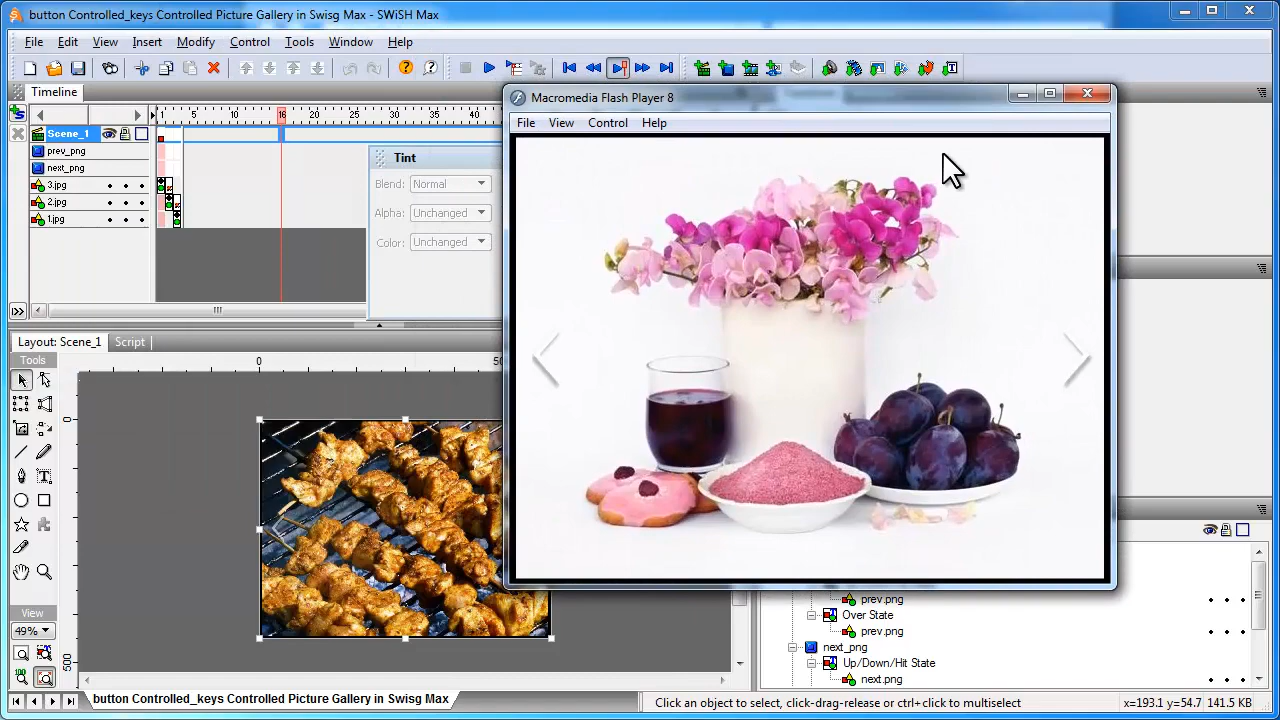 button Controlled_keys Controlled Picture Gallery in Swisg Max - SWiSH Max
File Edit View Insert Modify Control Tools Window Help
Timeline
1 5 10 15 16 20 25 30 35 40
Scene_1
prev_png
next_png
3.jpg
2.jpg
1.jpg
Tint
Blend: Normal
Alpha: Unchanged
Color: Unchanged
Macromedia Flash Player 8
File View Control Help
Layout: Scene_1 Script
Tools
0
0
500
View
49%
prev.png
Over State
prev.png
next_png
Up/Down/Hit State
next.png
button Controlled_keys Controlled Picture Gallery in Swisg Max
Click an object to select, click-drag-release or ctrl+click to multiselect
x=193.1 y=54.7 141.5 KB